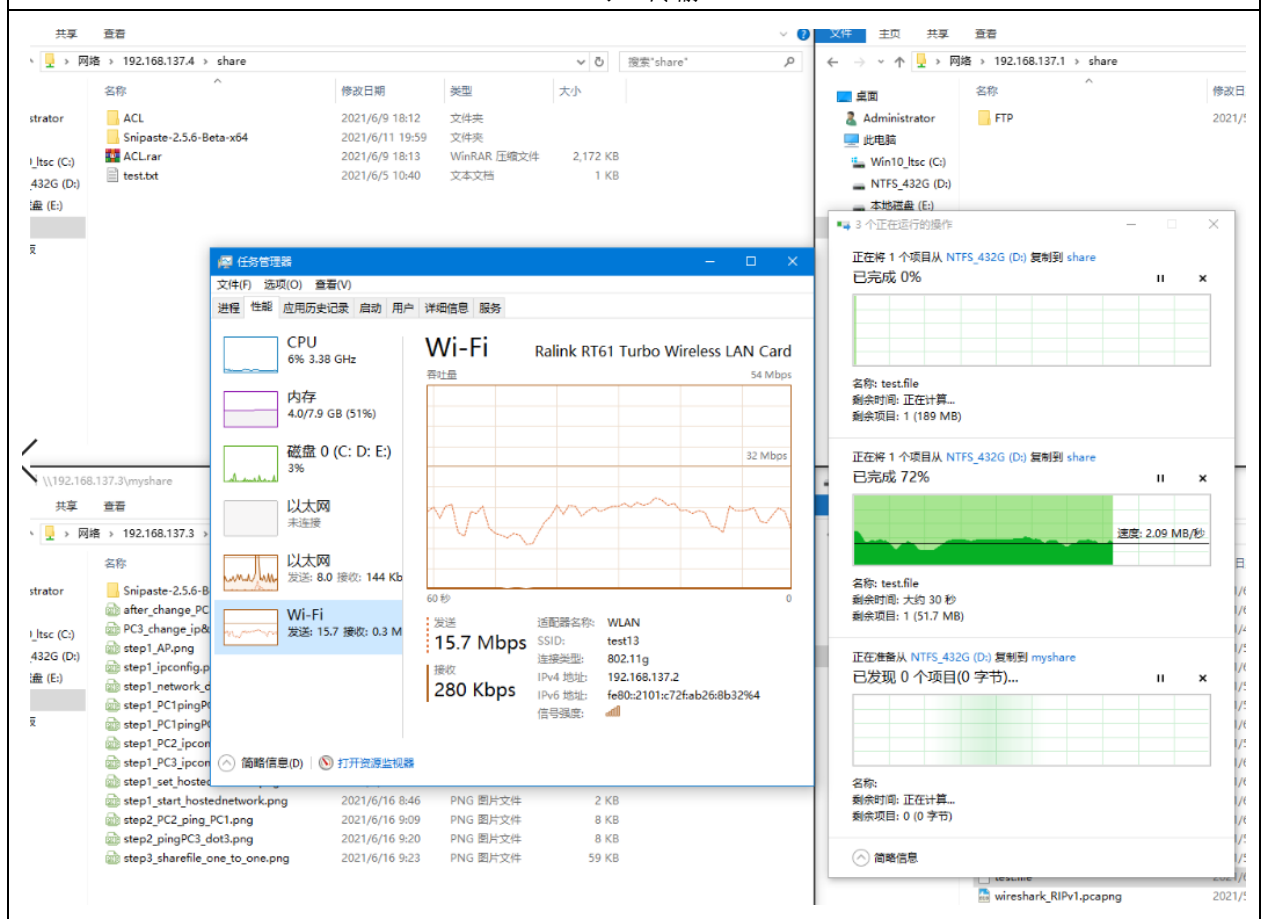 共享 查看
网络 › 192.168.137.4 › share
搜索"share"
名称 修改日期 类型 大小
strator
ACL 2021/6/9 18:12 文件夹
Snipaste-2.5.6-Beta-x64 2021/6/11 19:59 文件夹
ACL.rar 2021/6/9 18:13 WinRAR 压缩文件 2,172 KB
test.txt 2021/6/5 10:40 文本文档 1 KB
_ltsc (C:)
_432G (D:)
盘 (E:)
文件 主页 共享 查看
网络 › 192.168.137.1 › share
名称 修改日
桌面
Administrator
FTP 2021/5
此电脑
Win10_ltsc (C:)
NTFS_432G (D:)
本地磁盘 (E:)
任务管理器
文件(F) 选项(O) 查看(V)
进程 性能 应用历史记录 启动 用户 详细信息 服务
CPU
6% 3.38 GHz
内存
4.0/7.9 GB (51%)
磁盘 0 (C: D: E:)
3%
以太网
未连接
以太网
发送: 8.0 接收: 144 Kb
Wi-Fi
发送: 15.7 接收: 0.3 M
Wi-Fi Ralink RT61 Turbo Wireless LAN Card
吞吐量 54 Mbps
32 Mbps
60 秒 0
发送
15.7 Mbps
接收
280 Kbps
适配器名称: WLAN
SSID: test13
连接类型: 802.11g
IPv4 地址: 192.168.137.2
IPv6 地址: fe80::2101:c72f:ab26:8b32%4
信号强度:
简略信息(D) 打开资源监视器
3 个正在运行的操作
正在将 1 个项目从 NTFS_432G (D:) 复制到 share
已完成 0%
名称: test.file
剩余时间: 正在计算...
剩余项目: 1 (189 MB)
正在将 1 个项目从 NTFS_432G (D:) 复制到 share
已完成 72%
速度: 2.09 MB/秒
名称: test.file
剩余时间: 大约 30 秒
剩余项目: 1 (51.7 MB)
正在准备从 NTFS_432G (D:) 复制到 myshare
已发现 0 个项目(0 字节)...
名称:
剩余时间: 正在计算...
剩余项目: 0 (0 字节)
简略信息
\\192.168.137.3\myshare
共享 查看
网络 › 192.168.137.3 ›
名称
strator
_ltsc (C:)
432G (D:)
盘 (E:)
Snipaste-2.5.6-B
after_change_PC
PC3_change_ip&
step1_AP.png
step1_ipconfig.p
step1_network_d
step1_PC1pingP
step1_PC1pingP
step1_PC2_ipcon
step1_PC3_ipcon
step1_set_hosted
step1_start_hostednetwork.png 2021/6/16 8:46 PNG 图片文件 2 KB
step2_PC2_ping_PC1.png 2021/6/16 9:09 PNG 图片文件 8 KB
step2_pingPC3_dot3.png 2021/6/16 9:20 PNG 图片文件 8 KB
step3_sharefile_one_to_one.png 2021/6/16 9:23 PNG 图片文件 59 KB
test.file
wireshark_RIPv1.pcapng 2021/5